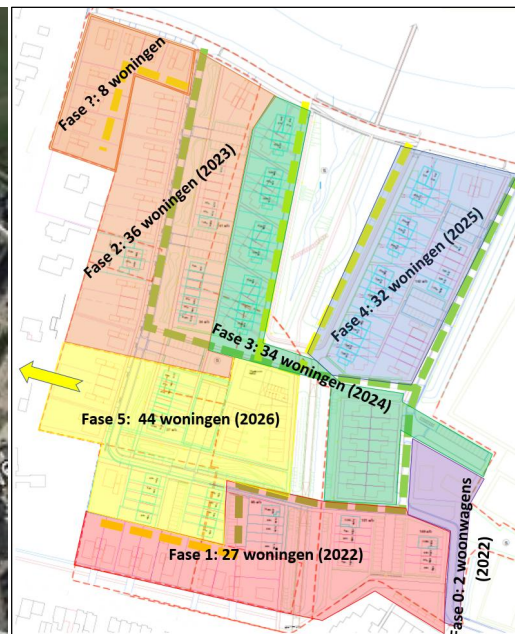 Fase ?: 8 woningen
Fase 2: 36 woningen (2023)
Fase 4: 32 woningen (2025)
Fase 3: 34 woningen (2024)
Fase 5: 44 woningen (2026)
Fase 1: 27 woningen (2022)
Fase 0: 2 woonwagens
(2022)